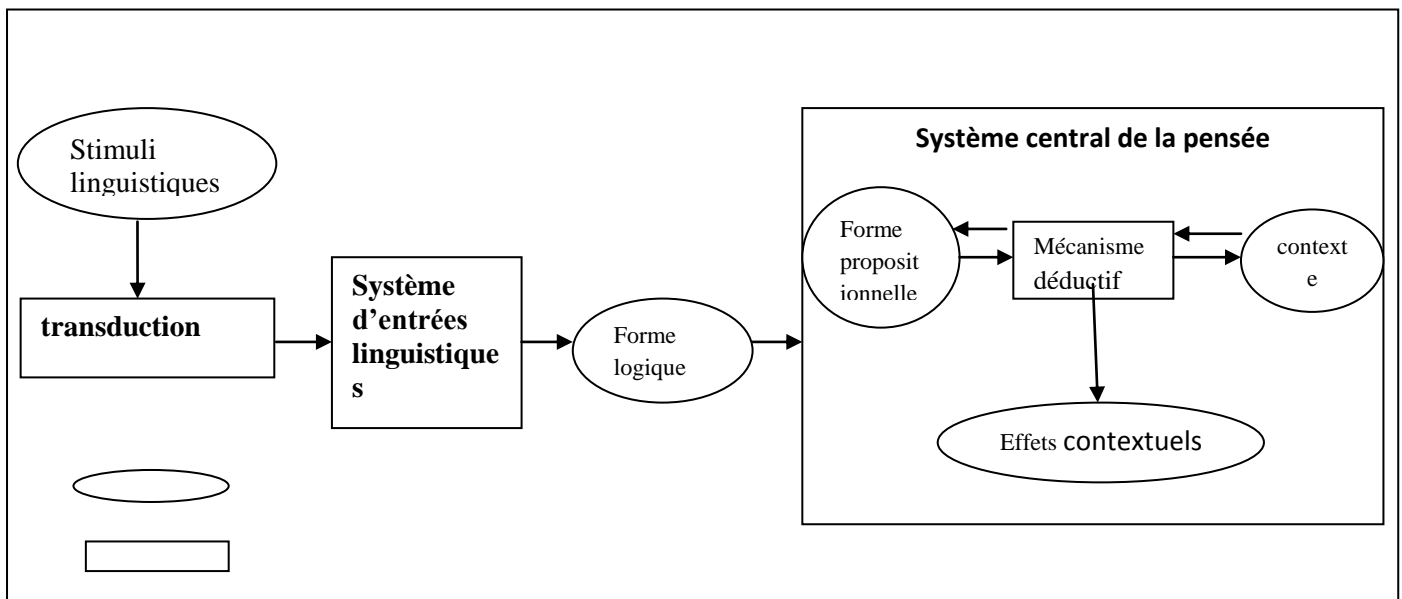 Stimuli
linguistiques
transduction
Système
d’entrées
linguistique
s
Forme
logique
Système central de la pensée
Forme
proposit
ionnelle
Mécanisme
déductif
context
e
Effets contextuels